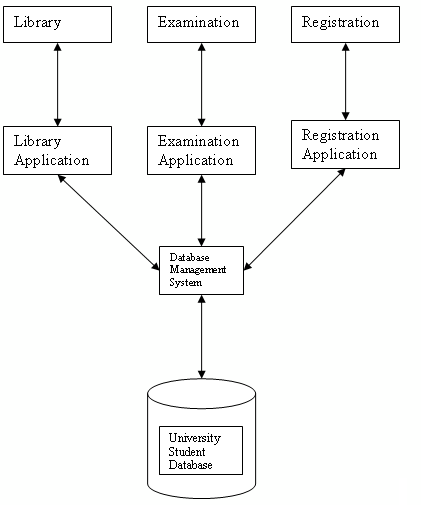 Library
Examination
Registration
Library
Application
Examination
Application
Registration
Application
Database
Management
System
University
Student
Database